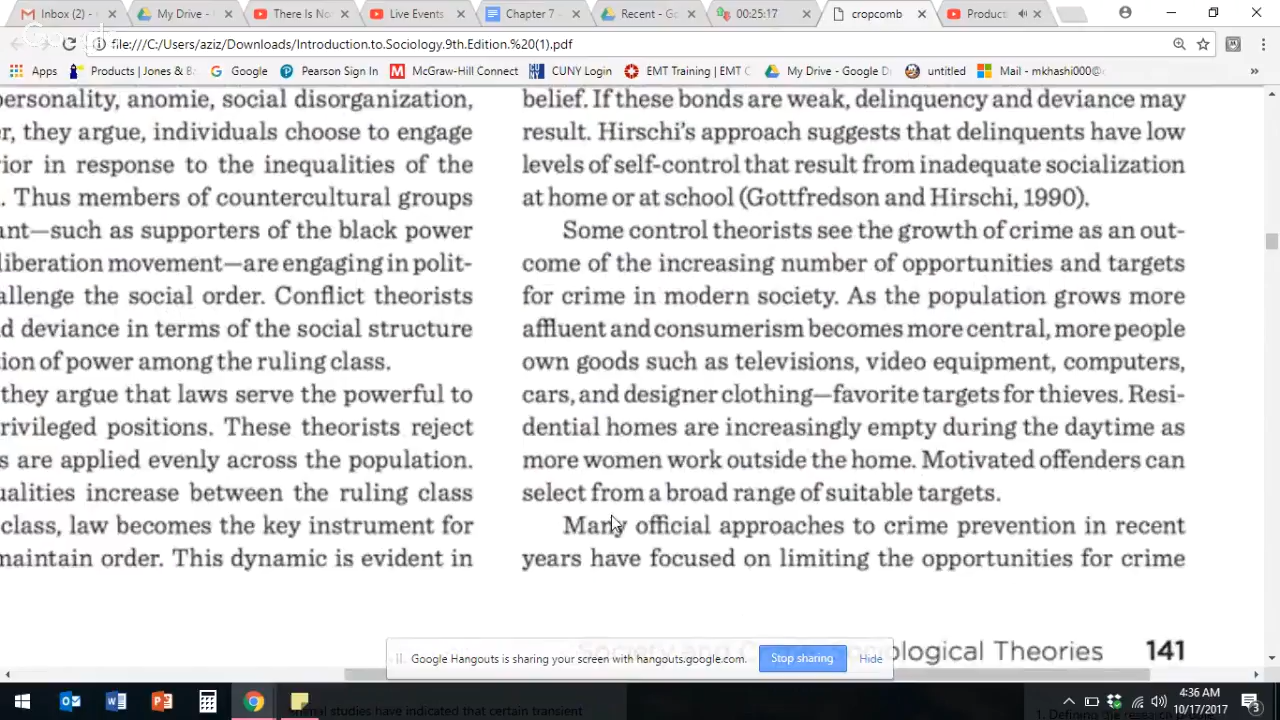 Inbox (2) -
My Drive -
There Is No
Live Events
Chapter 7
Recent - Go
00:25:17
cropcomb
Product
file:///C:/Users/aziz/Downloads/Introduction.to.Sociology.9th.Edition.%20(1).pdf
Apps
Products | Jones & B
Google
Pearson Sign In
McGraw-Hill Connect
CUNY Login
EMT Training | EMT C
My Drive - Google D
untitled
Mail - mkhashi000@
personality, anomie, social disorganization,
r, they argue, individuals choose to engage
rior in response to the inequalities of the
. Thus members of countercultural groups
ant—such as supporters of the black power
liberation movement—are engaging in polit-
allenge the social order. Conflict theorists
d deviance in terms of the social structure
tion of power among the ruling class.
they argue that laws serve the powerful to
rivileged positions. These theorists reject
s are applied evenly across the population.
qualities increase between the ruling class
class, law becomes the key instrument for
maintain order. This dynamic is evident in
belief. If these bonds are weak, delinquency and deviance may
result. Hirschi's approach suggests that delinquents have low
levels of self-control that result from inadequate socialization
at home or at school (Gottfredson and Hirschi, 1990).
Some control theorists see the growth of crime as an out-
come of the increasing number of opportunities and targets
for crime in modern society. As the population grows more
affluent and consumerism becomes more central, more people
own goods such as televisions, video equipment, computers,
cars, and designer clothing—favorite targets for thieves. Resi-
dential homes are increasingly empty during the daytime as
more women work outside the home. Motivated offenders can
select from a broad range of suitable targets.
Many official approaches to crime prevention in recent
years have focused on limiting the opportunities for crime
Society and iological Theories 141
Google Hangouts is sharing your screen with hangouts.google.com.
Stop sharing
Hide
4:36 AM
10/17/2017
imal studies have indicated that certain transient